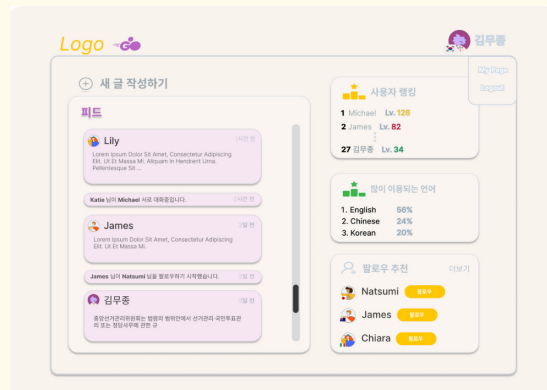 Logo
GO
김무종
My Page
Logout
새 글 작성하기
피드
Lily
1시간 전
Lorem Ipsum Dolor Sit Amet, Consectetur Adipiscing
Elit. Ut Et Massa Mi. Aliquam In Hendrerit Urna.
Pellentesque Sit ...
Katie 님이 Michael 서로 대화중입니다.
James
Lorem Ipsum Dolor Sit Amet, Consectetur Adipiscing
Elit. Ut Et Massa Mi.
James 님이 Natsumi 님을 팔로우하기 시작했습니다.
김무종
중앙선거관리위원회는 법령의 범위안에서 선거관리·국민투표관
리 또는 정당사무에 관한 규
사용자 랭킹
1 Michael Lv. 128
2 James Lv. 82
27 김무종 Lv. 34
많이 이용되는 언어
1. English 56%
2. Chinese 24%
3. Korean 20%
팔로우 추천 더보기
Natsumi 팔로우
James 팔로우
Chiara 팔로우